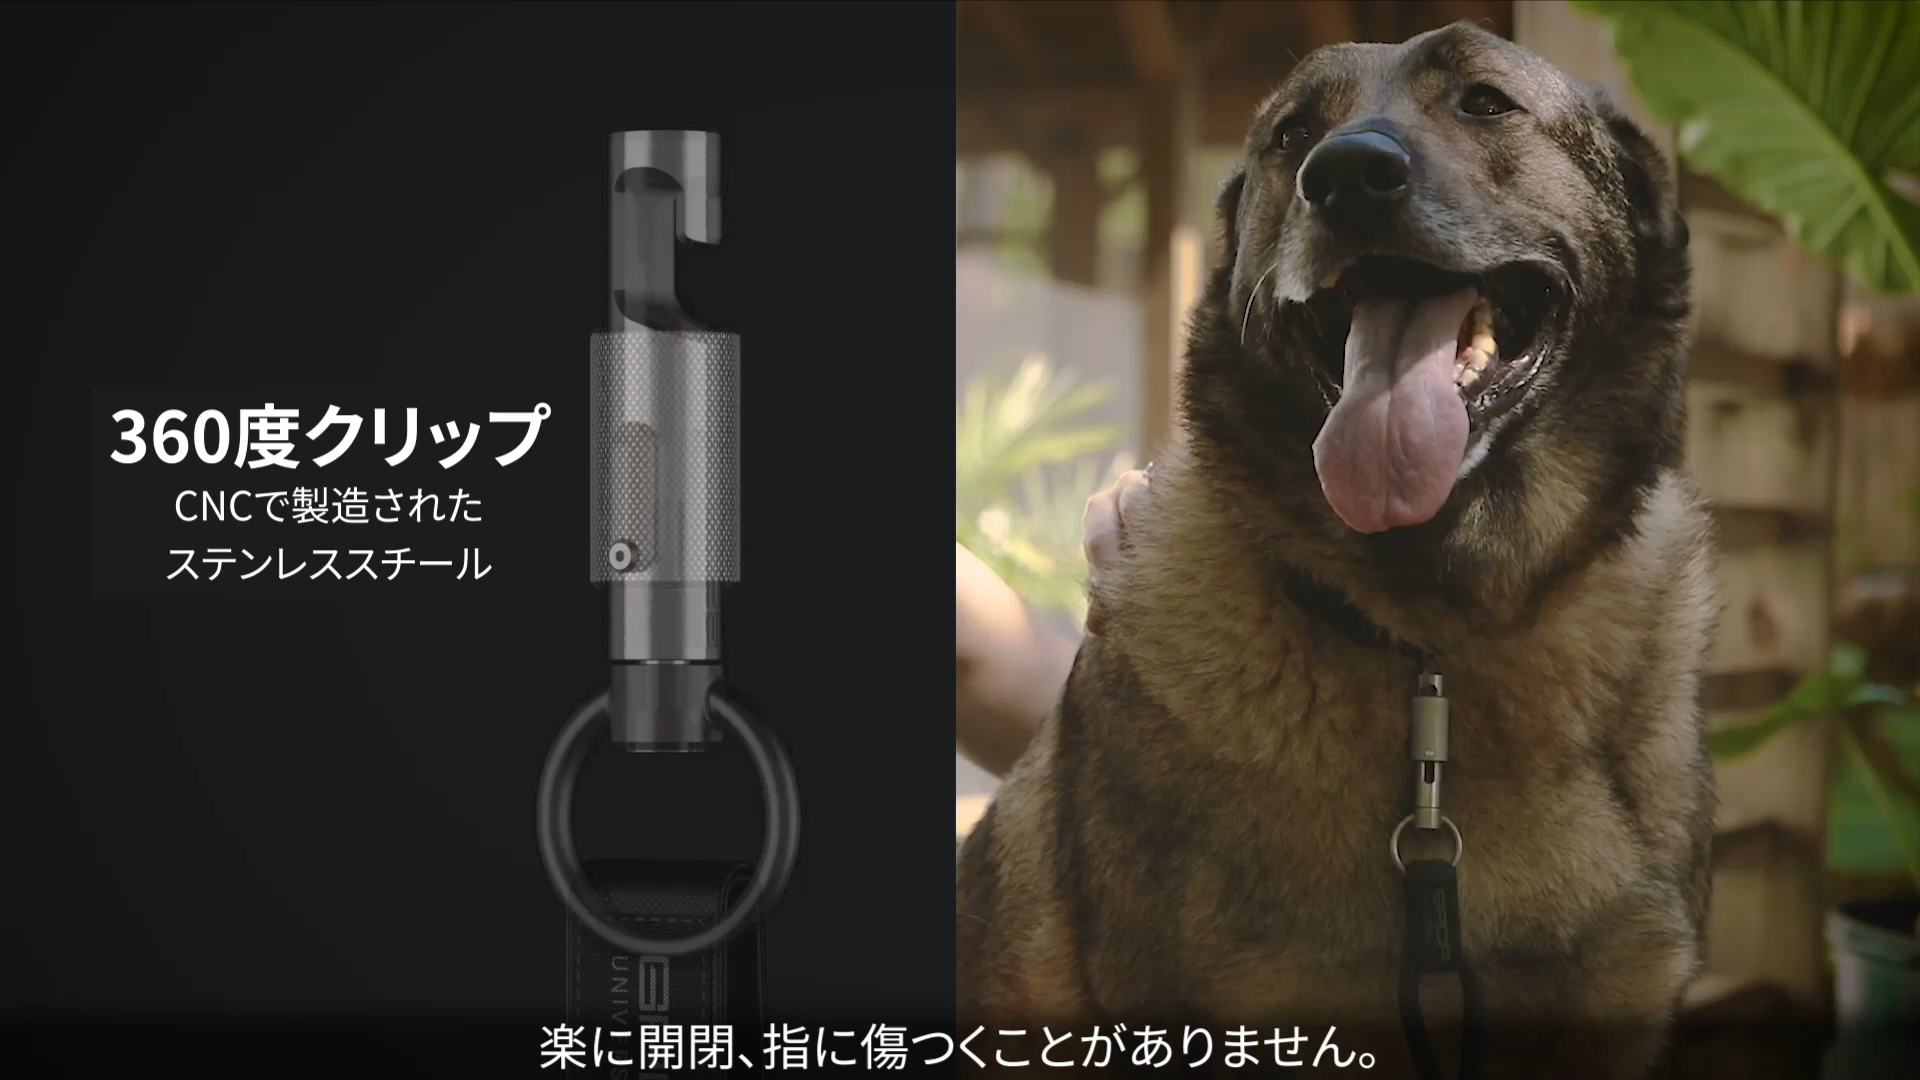 360度クリップ
CNCで製造された
ステンレススチール
楽に開閉、指に傷つくことがありません。